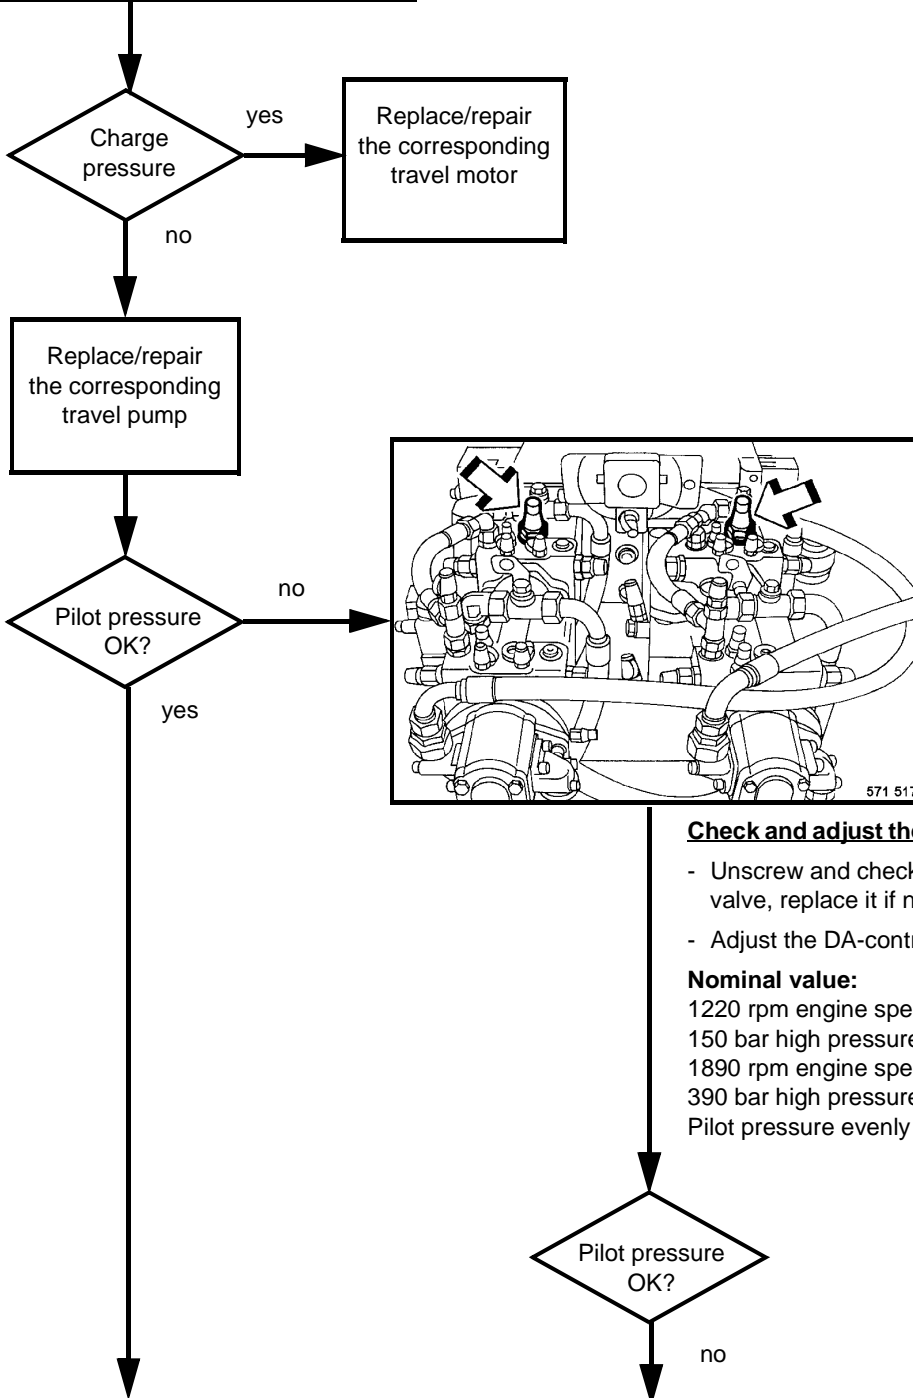 Charge
pressure
yes
Replace/repair
the corresponding
travel motor
no
Replace/repair
the corresponding
travel pump
Pilot pressure
OK?
no
yes
571 517
Check and adjust the
- Unscrew and check
valve, replace it if n
- Adjust the DA-contr
Nominal value:
1220 rpm engine spe
150 bar high pressure
1890 rpm engine spe
390 bar high pressure
Pilot pressure evenly
Pilot pressure
OK?
no